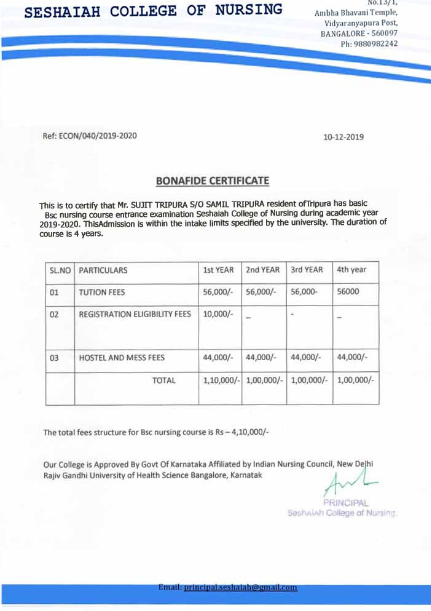 SESHAIAH COLLEGE OF NURSING
No.13/1,
Ambha Bhavani Temple,
Vidyaranyapura Post,
BANGALORE - 560097
Ph: 9880982242
Ref: ECON/040/2019-2020
10-12-2019
BONAFIDE CERTIFICATE
This is to certify that Mr. SUJIT TRIPURA S/O SAMIL TRIPURA resident ofTripura has basic
Bsc nursing course entrance examination Seshaiah College of Nursing during academic year
2019-2020. ThisAdmission is within the intake limits specified by the university. The duration of
course is 4 years.
SL.NO PARTICULARS 1st YEAR 2nd YEAR 3rd YEAR 4th year
01 TUTION FEES 56,000/- 56,000/- 56,000- 56000
02 REGISTRATION ELIGIBILITY FEES 10,000/- _ - _
03 HOSTEL AND MESS FEES 44,000/- 44,000/- 44,000/- 44,000/-
TOTAL 1,10,000/- 1,00,000/- 1,00,000/- 1,00,000/-
The total fees structure for Bsc nursing course is Rs – 4,10,000/-
Our College is Approved By Govt Of Karnataka Affiliated by Indian Nursing Council, New Delhi
Rajiv Gandhi University of Health Science Bangalore, Karnatak
PRINCIPAL
Seshaiah College of Nursing.
Email: principal.seshaiah@gmail.com